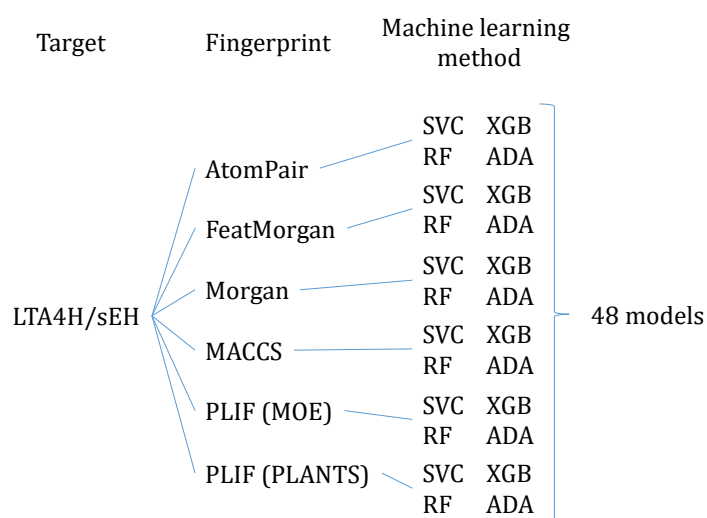 Target
Fingerprint
Machine learning
method
AtomPair
SVC XGB
RF ADA
FeatMorgan
SVC XGB
RF ADA
Morgan
SVC XGB
RF ADA
LTA4H/sEH
48 models
MACCS
SVC XGB
RF ADA
PLIF (MOE)
SVC XGB
RF ADA
PLIF (PLANTS)
SVC XGB
RF ADA